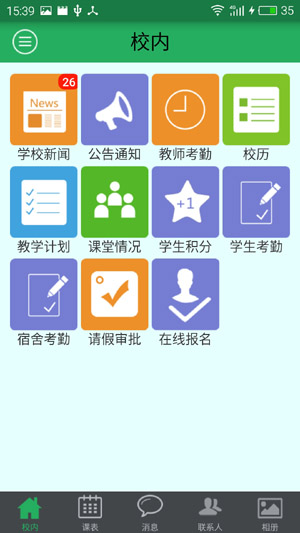 15:39
4G
35
校内
News
26
学校新闻
公告通知
教师考勤
校历
教学计划
课堂情况
+1
学生积分
学生考勤
宿舍考勤
请假审批
在线报名
校内
课表
消息
联系人
相册